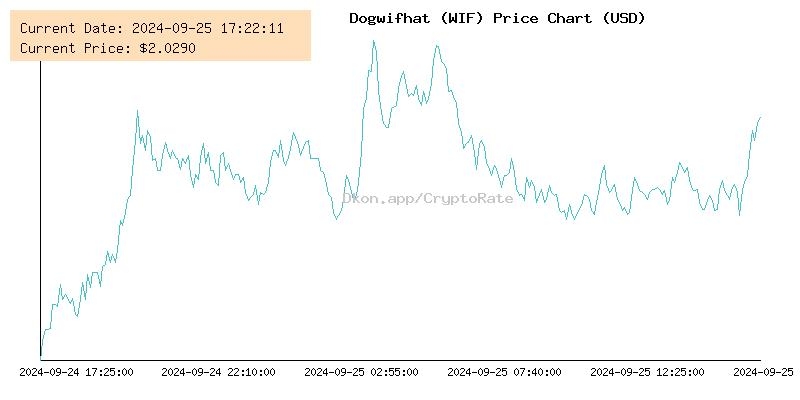 Dogwifhat (WIF) Price Chart (USD)
Current Date: 2024-09-25 17:22:11
Current Price: $2.0290
Okon.app/CryptoRate
2024-09-24 17:25:00 2024-09-24 22:10:00 2024-09-25 02:55:00 2024-09-25 07:40:00 2024-09-25 12:25:00 2024-09-25